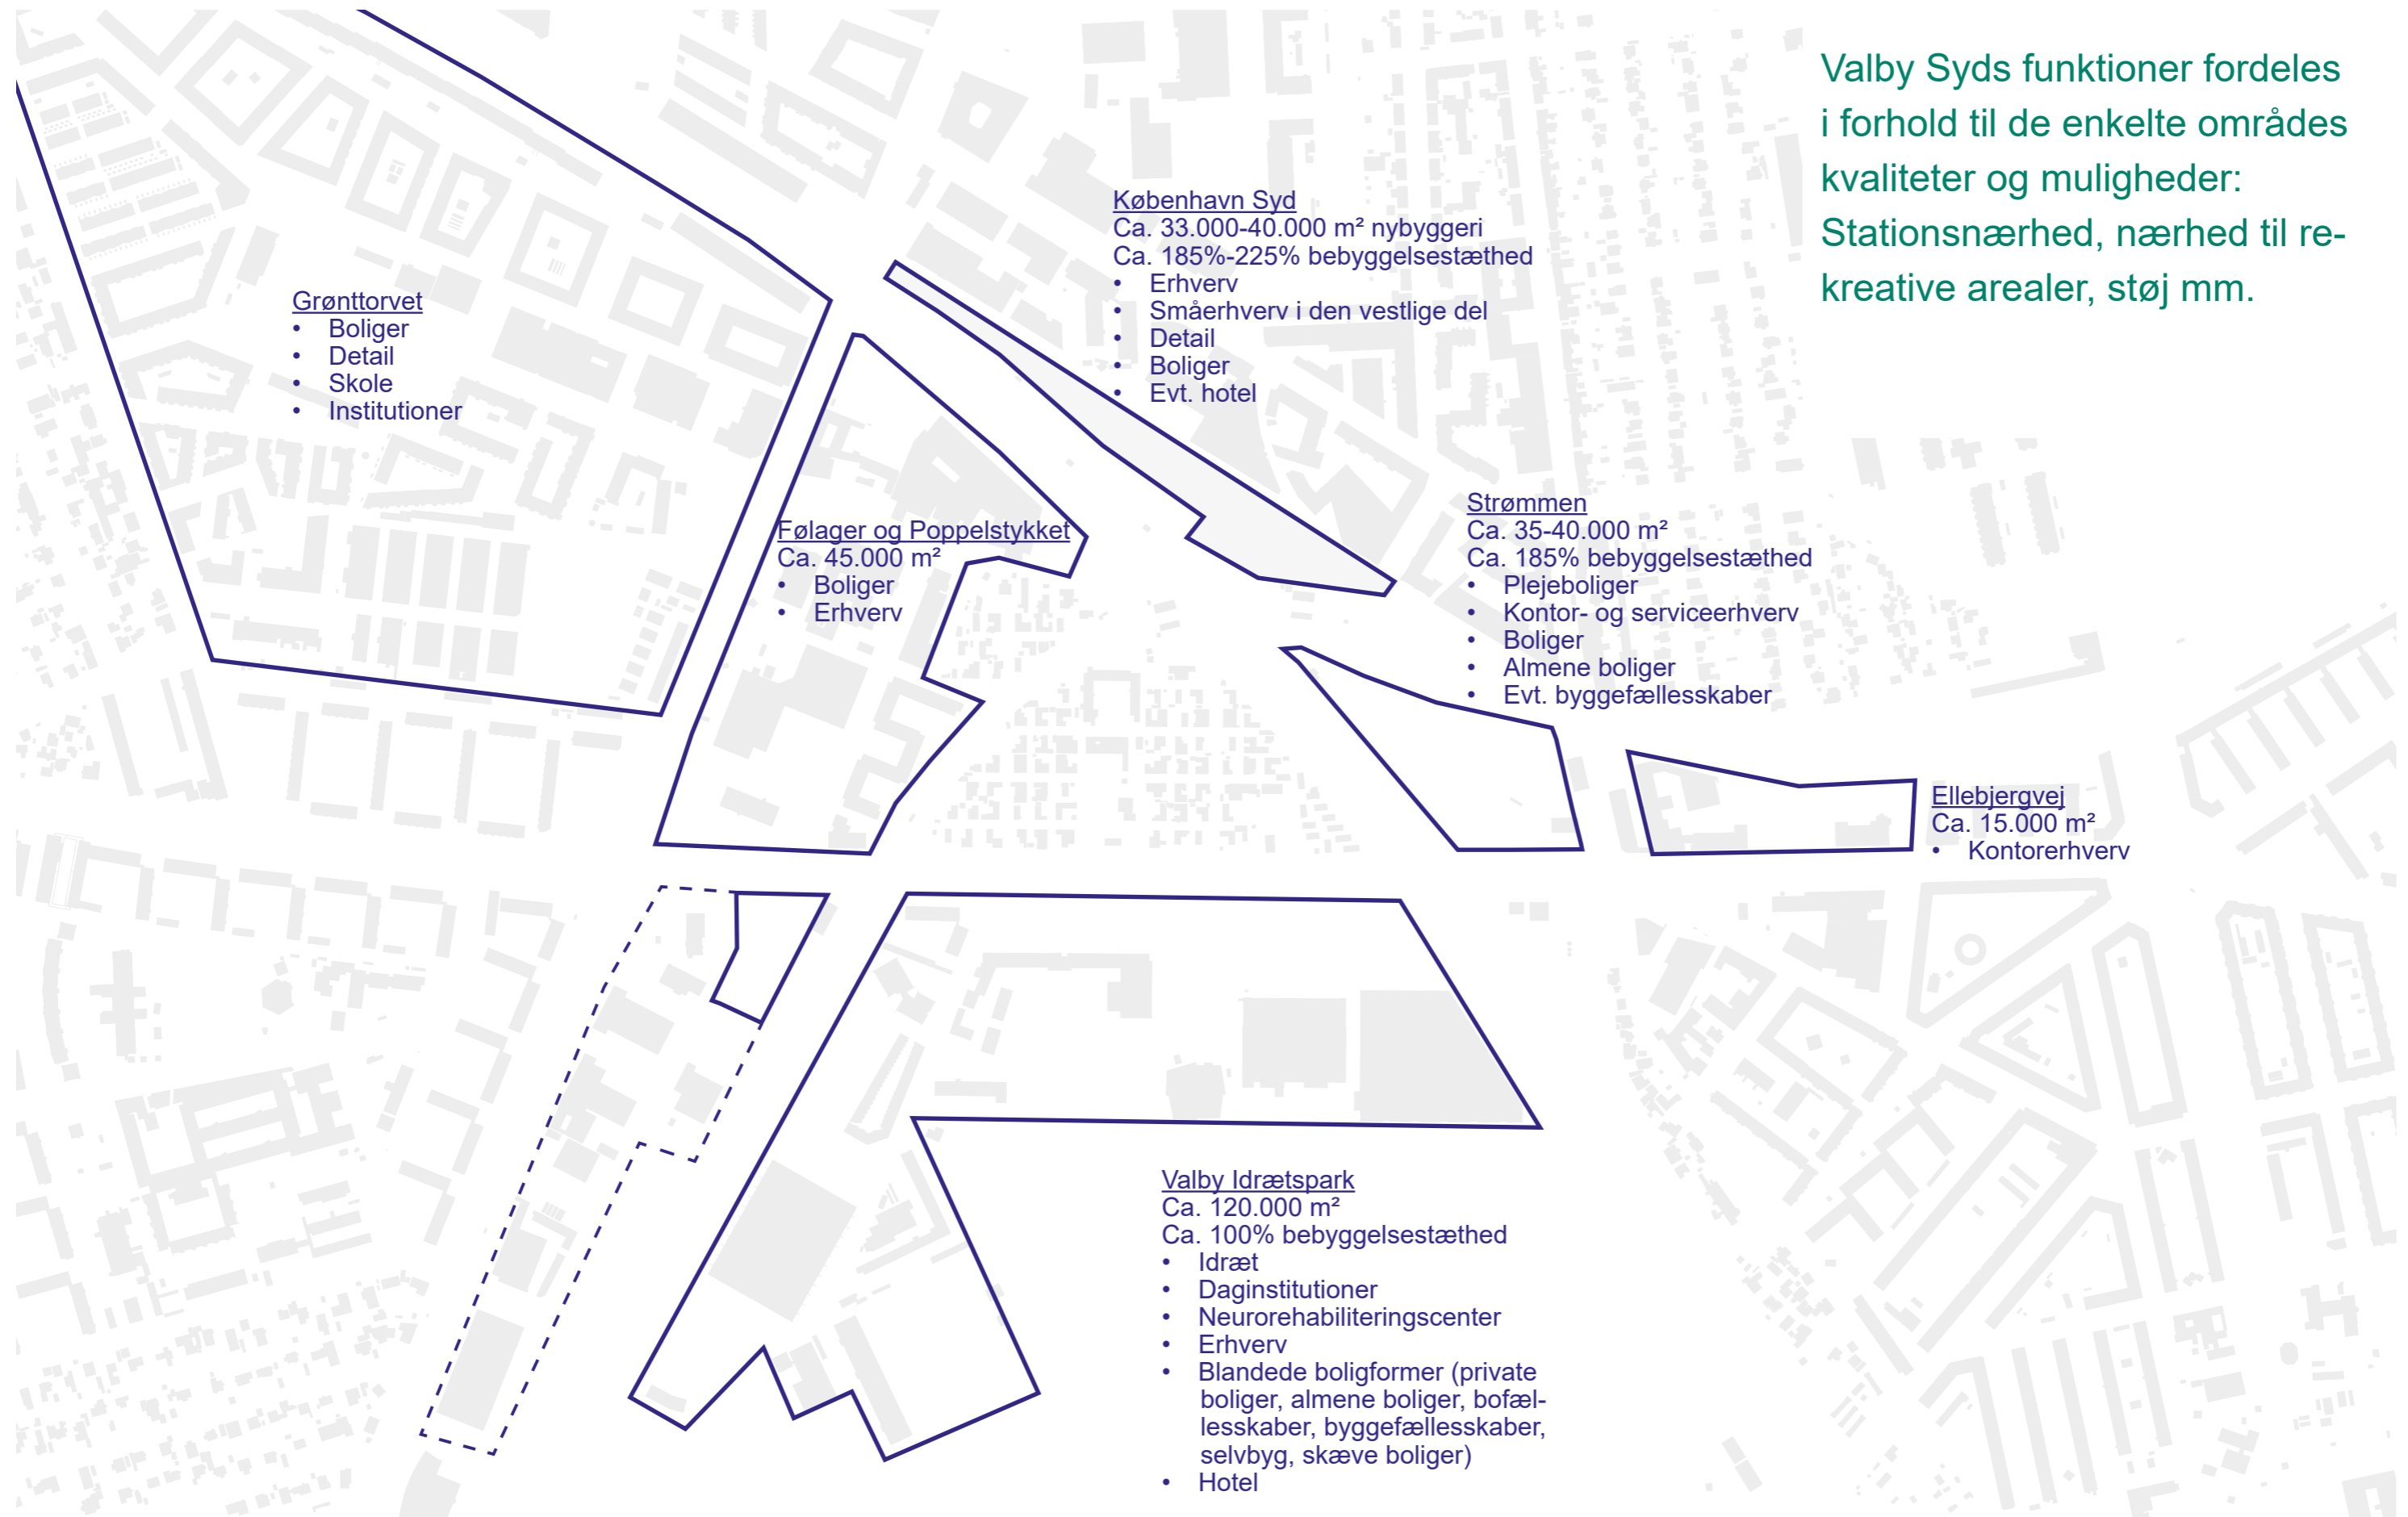 Valby Syds funktioner fordeles
i forhold til de enkelte områdes
kvaliteter og muligheder:
Stationsnærhed, nærhed til re-
kreative arealer, støj mm.
København Syd
Ca. 33.000-40.000 m² nybyggeri
Ca. 185%-225% bebyggelsestæthed
• Erhverv
• Småerhverv i den vestlige del
• Detail
• Boliger
• Evt. hotel
Grønttorvet
• Boliger
• Detail
• Skole
• Institutioner
Følager og Poppelstykket
Ca. 45.000 m²
• Boliger
• Erhverv
Strømmen
Ca. 35-40.000 m²
Ca. 185% bebyggelsestæthed
• Plejeboliger
• Kontor- og serviceerhverv
• Boliger
• Almene boliger
• Evt. byggefællesskaber
Ellebjergvej
Ca. 15.000 m²
• Kontorerhverv
Valby Idrætspark
Ca. 120.000 m²
Ca. 100% bebyggelsestæthed
• Idræt
• Daginstitutioner
• Neurorehabiliteringscenter
• Erhverv
• Blandede boligformer (private
boliger, almene boliger, bofæl-
lesskaber, byggefællesskaber,
selvbyg, skæve boliger)
• Hotel